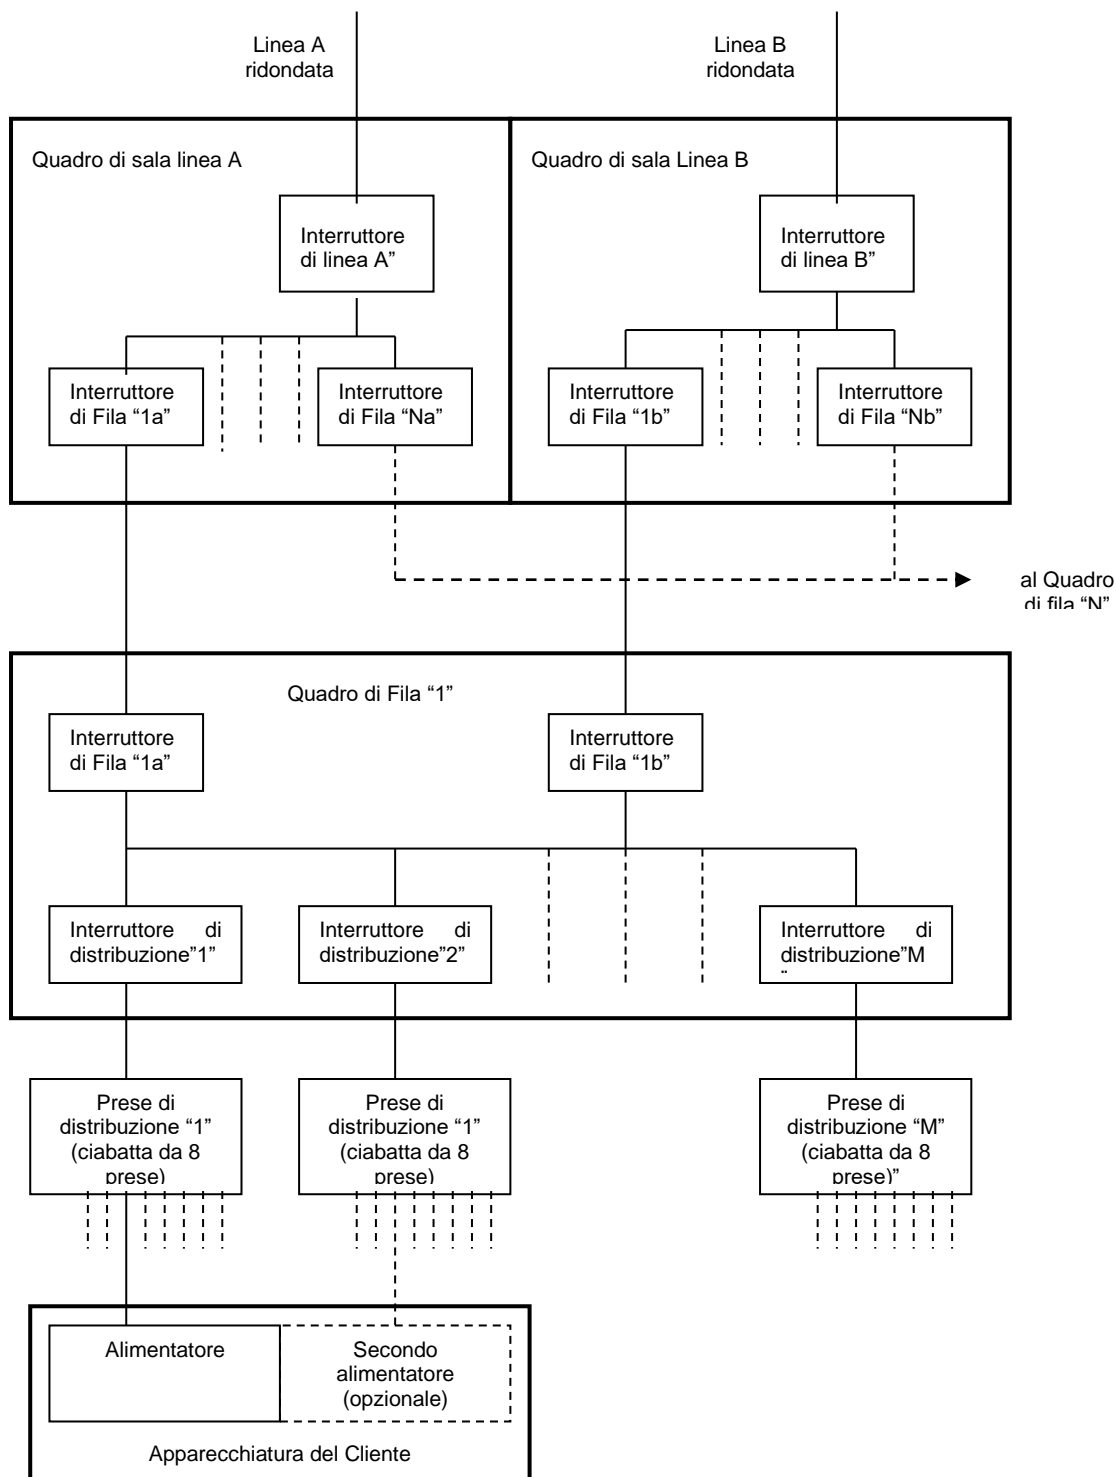 Linea A
ridondata
Linea B
ridondata
Quadro di sala linea A
Quadro di sala Linea B
Interruttore
di linea A”
Interruttore
di linea B”
Interruttore
di Fila “1a”
Interruttore
di Fila “Na”
Interruttore
di Fila “1b”
Interruttore
di Fila “Nb”
al Quadro
di fila “N”
Quadro di Fila “1”
Interruttore
di Fila “1a”
Interruttore
di Fila “1b”
Interruttore di
distribuzione”1”
Interruttore di
distribuzione”2”
Interruttore di
distribuzione”M
”
Prese di
distribuzione “1”
(ciabatta da 8
prese)
Prese di
distribuzione “1”
(ciabatta da 8
prese)
Prese di
distribuzione “M”
(ciabatta da 8
prese)”
Alimentatore
Secondo
alimentatore
(opzionale)
Apparecchiatura del Cliente